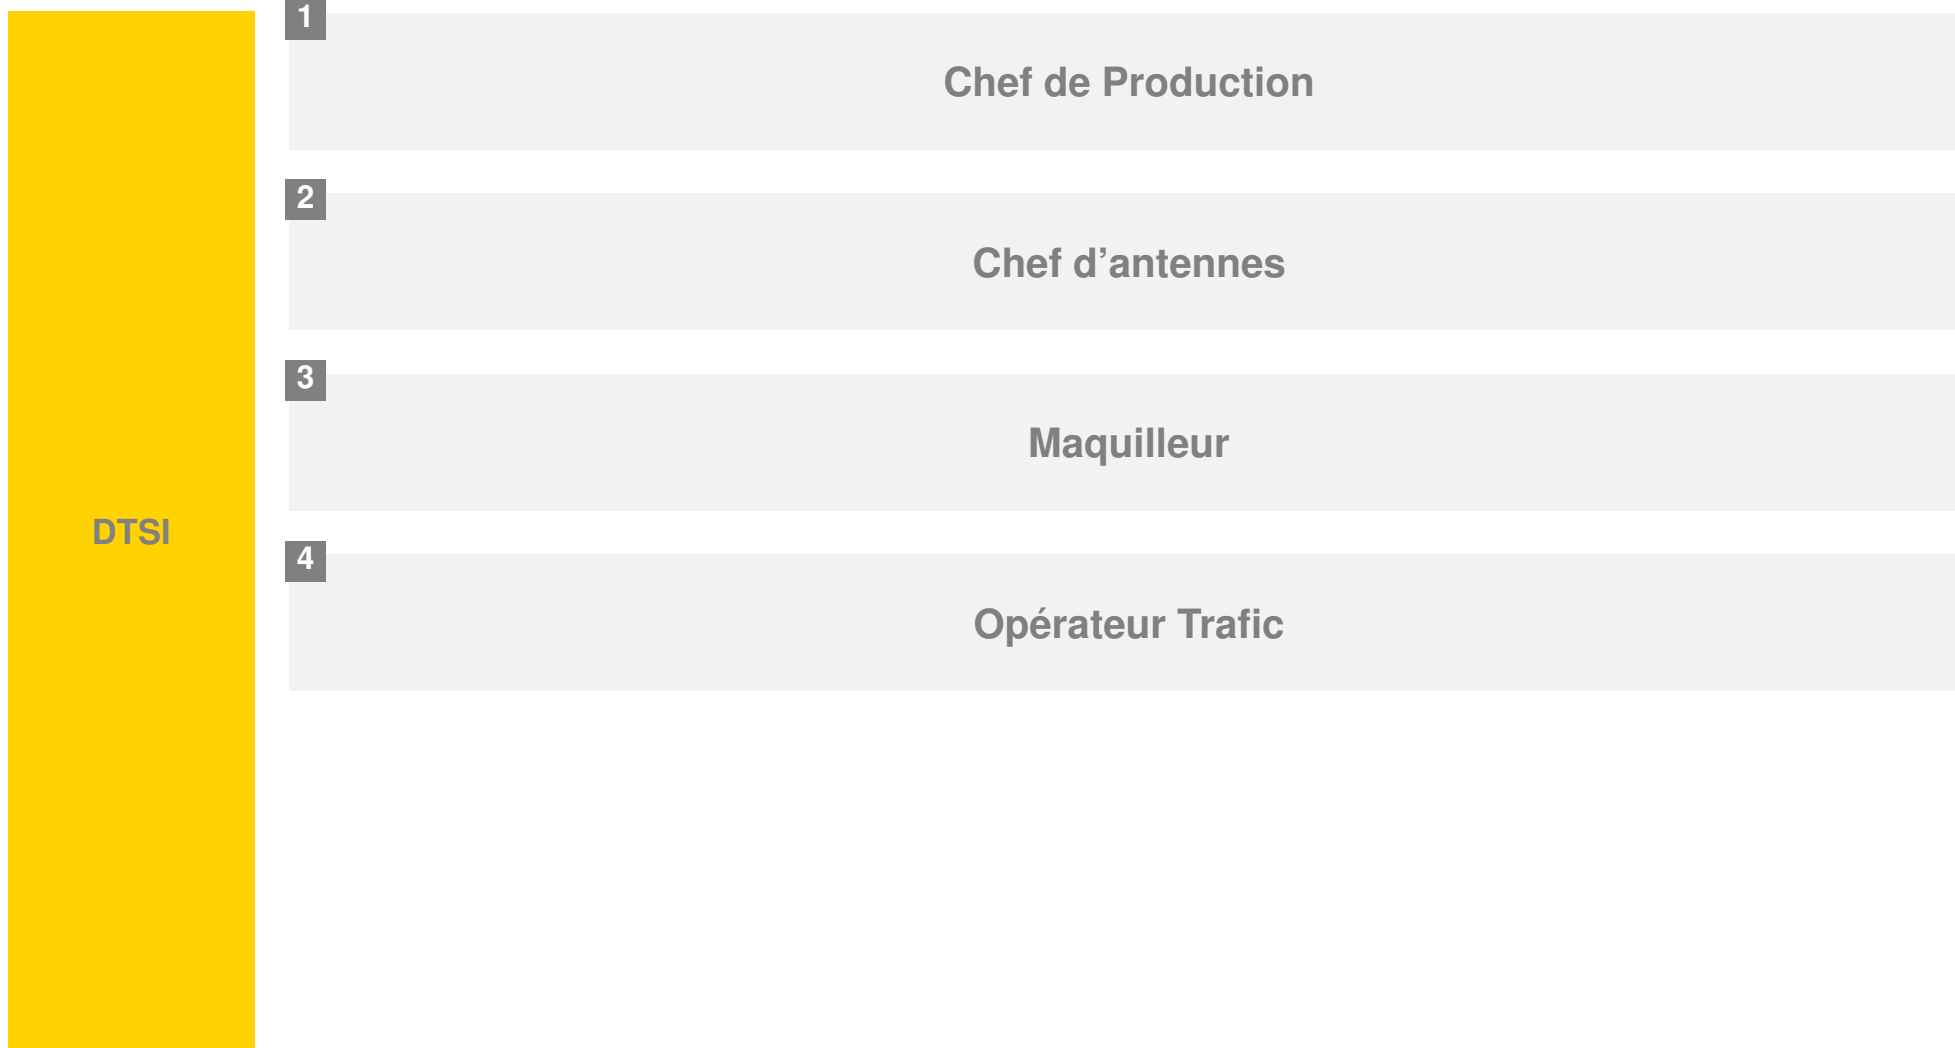 1
Chef de Production
2
Chef d’antennes
3
Maquilleur
DTSI
4
Opérateur Trafic